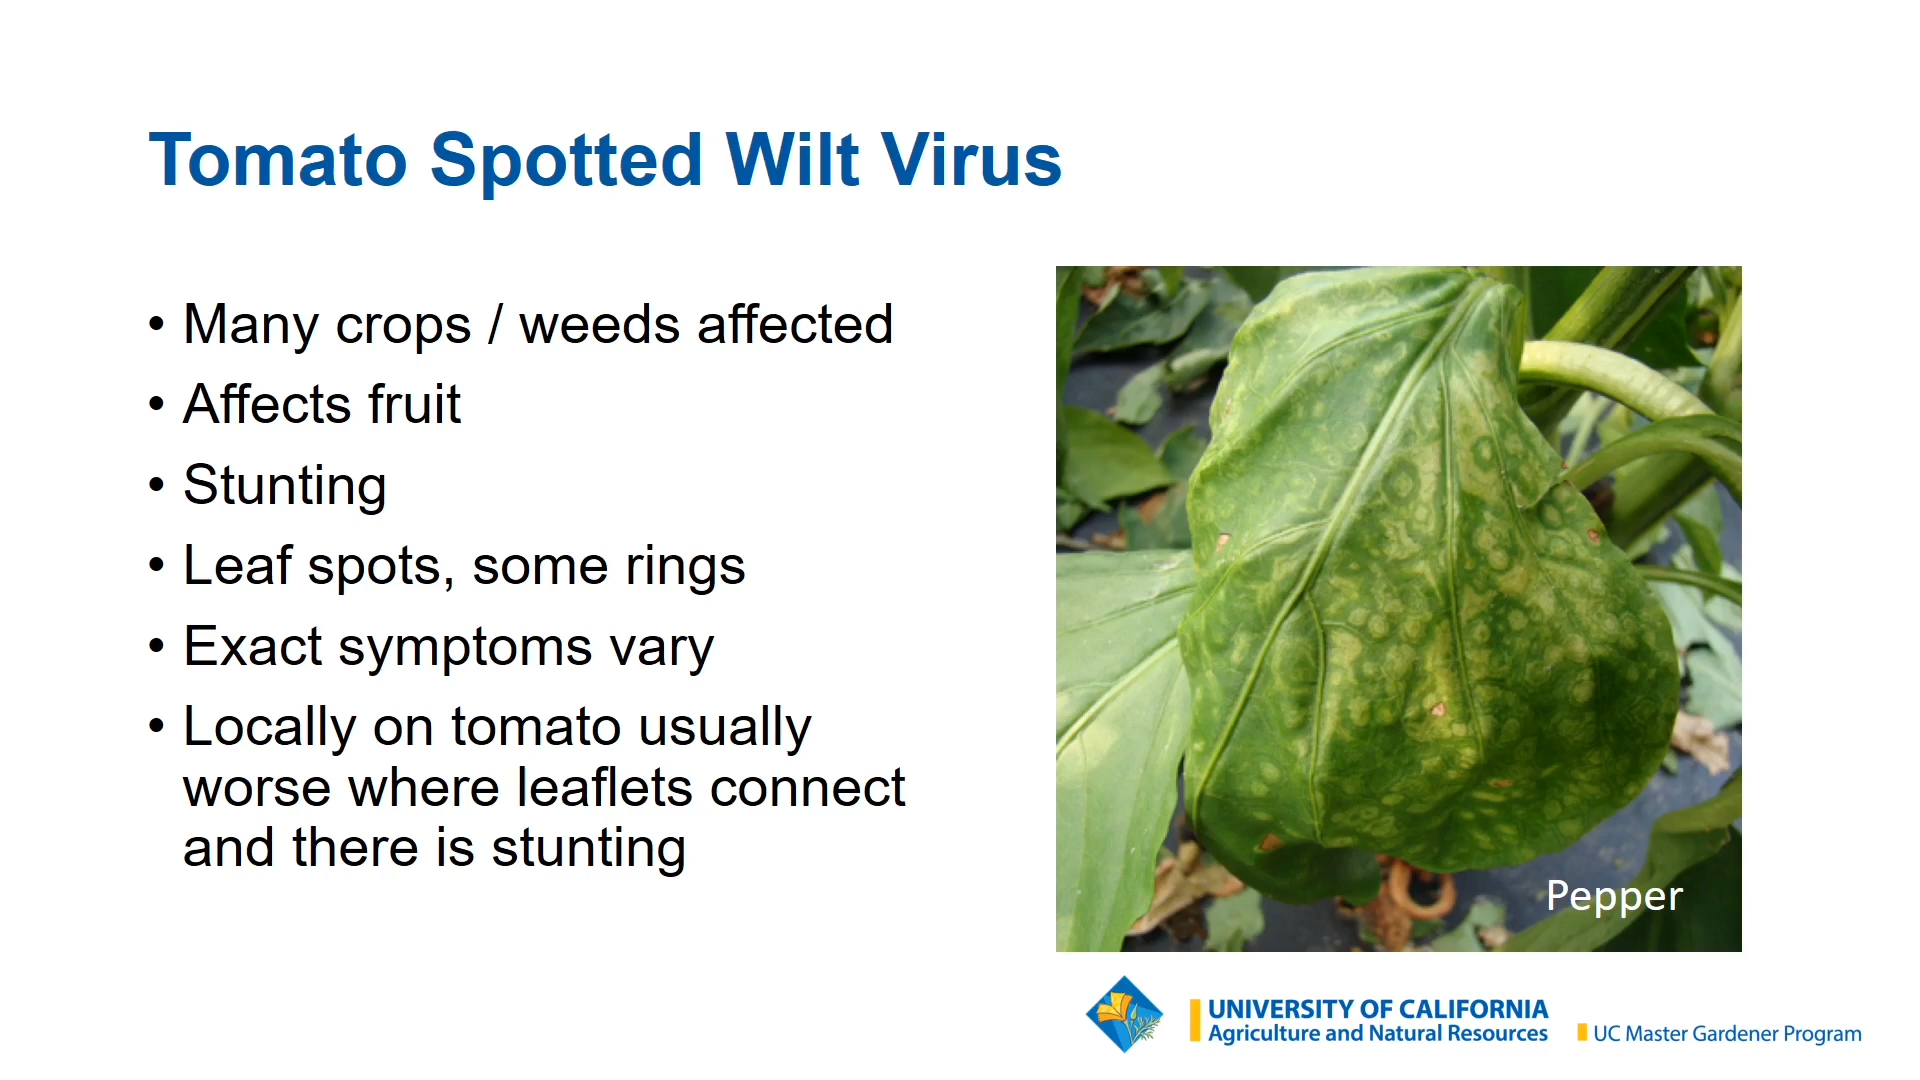 Tomato Spotted Wilt Virus
• Many crops / weeds affected
• Affects fruit
• Stunting
• Leaf spots, some rings
• Exact symptoms vary
• Locally on tomato usually
worse where leaflets connect
and there is stunting
Pepper
UNIVERSITY OF CALIFORNIA
Agriculture and Natural Resources
UC Master Gardener Program